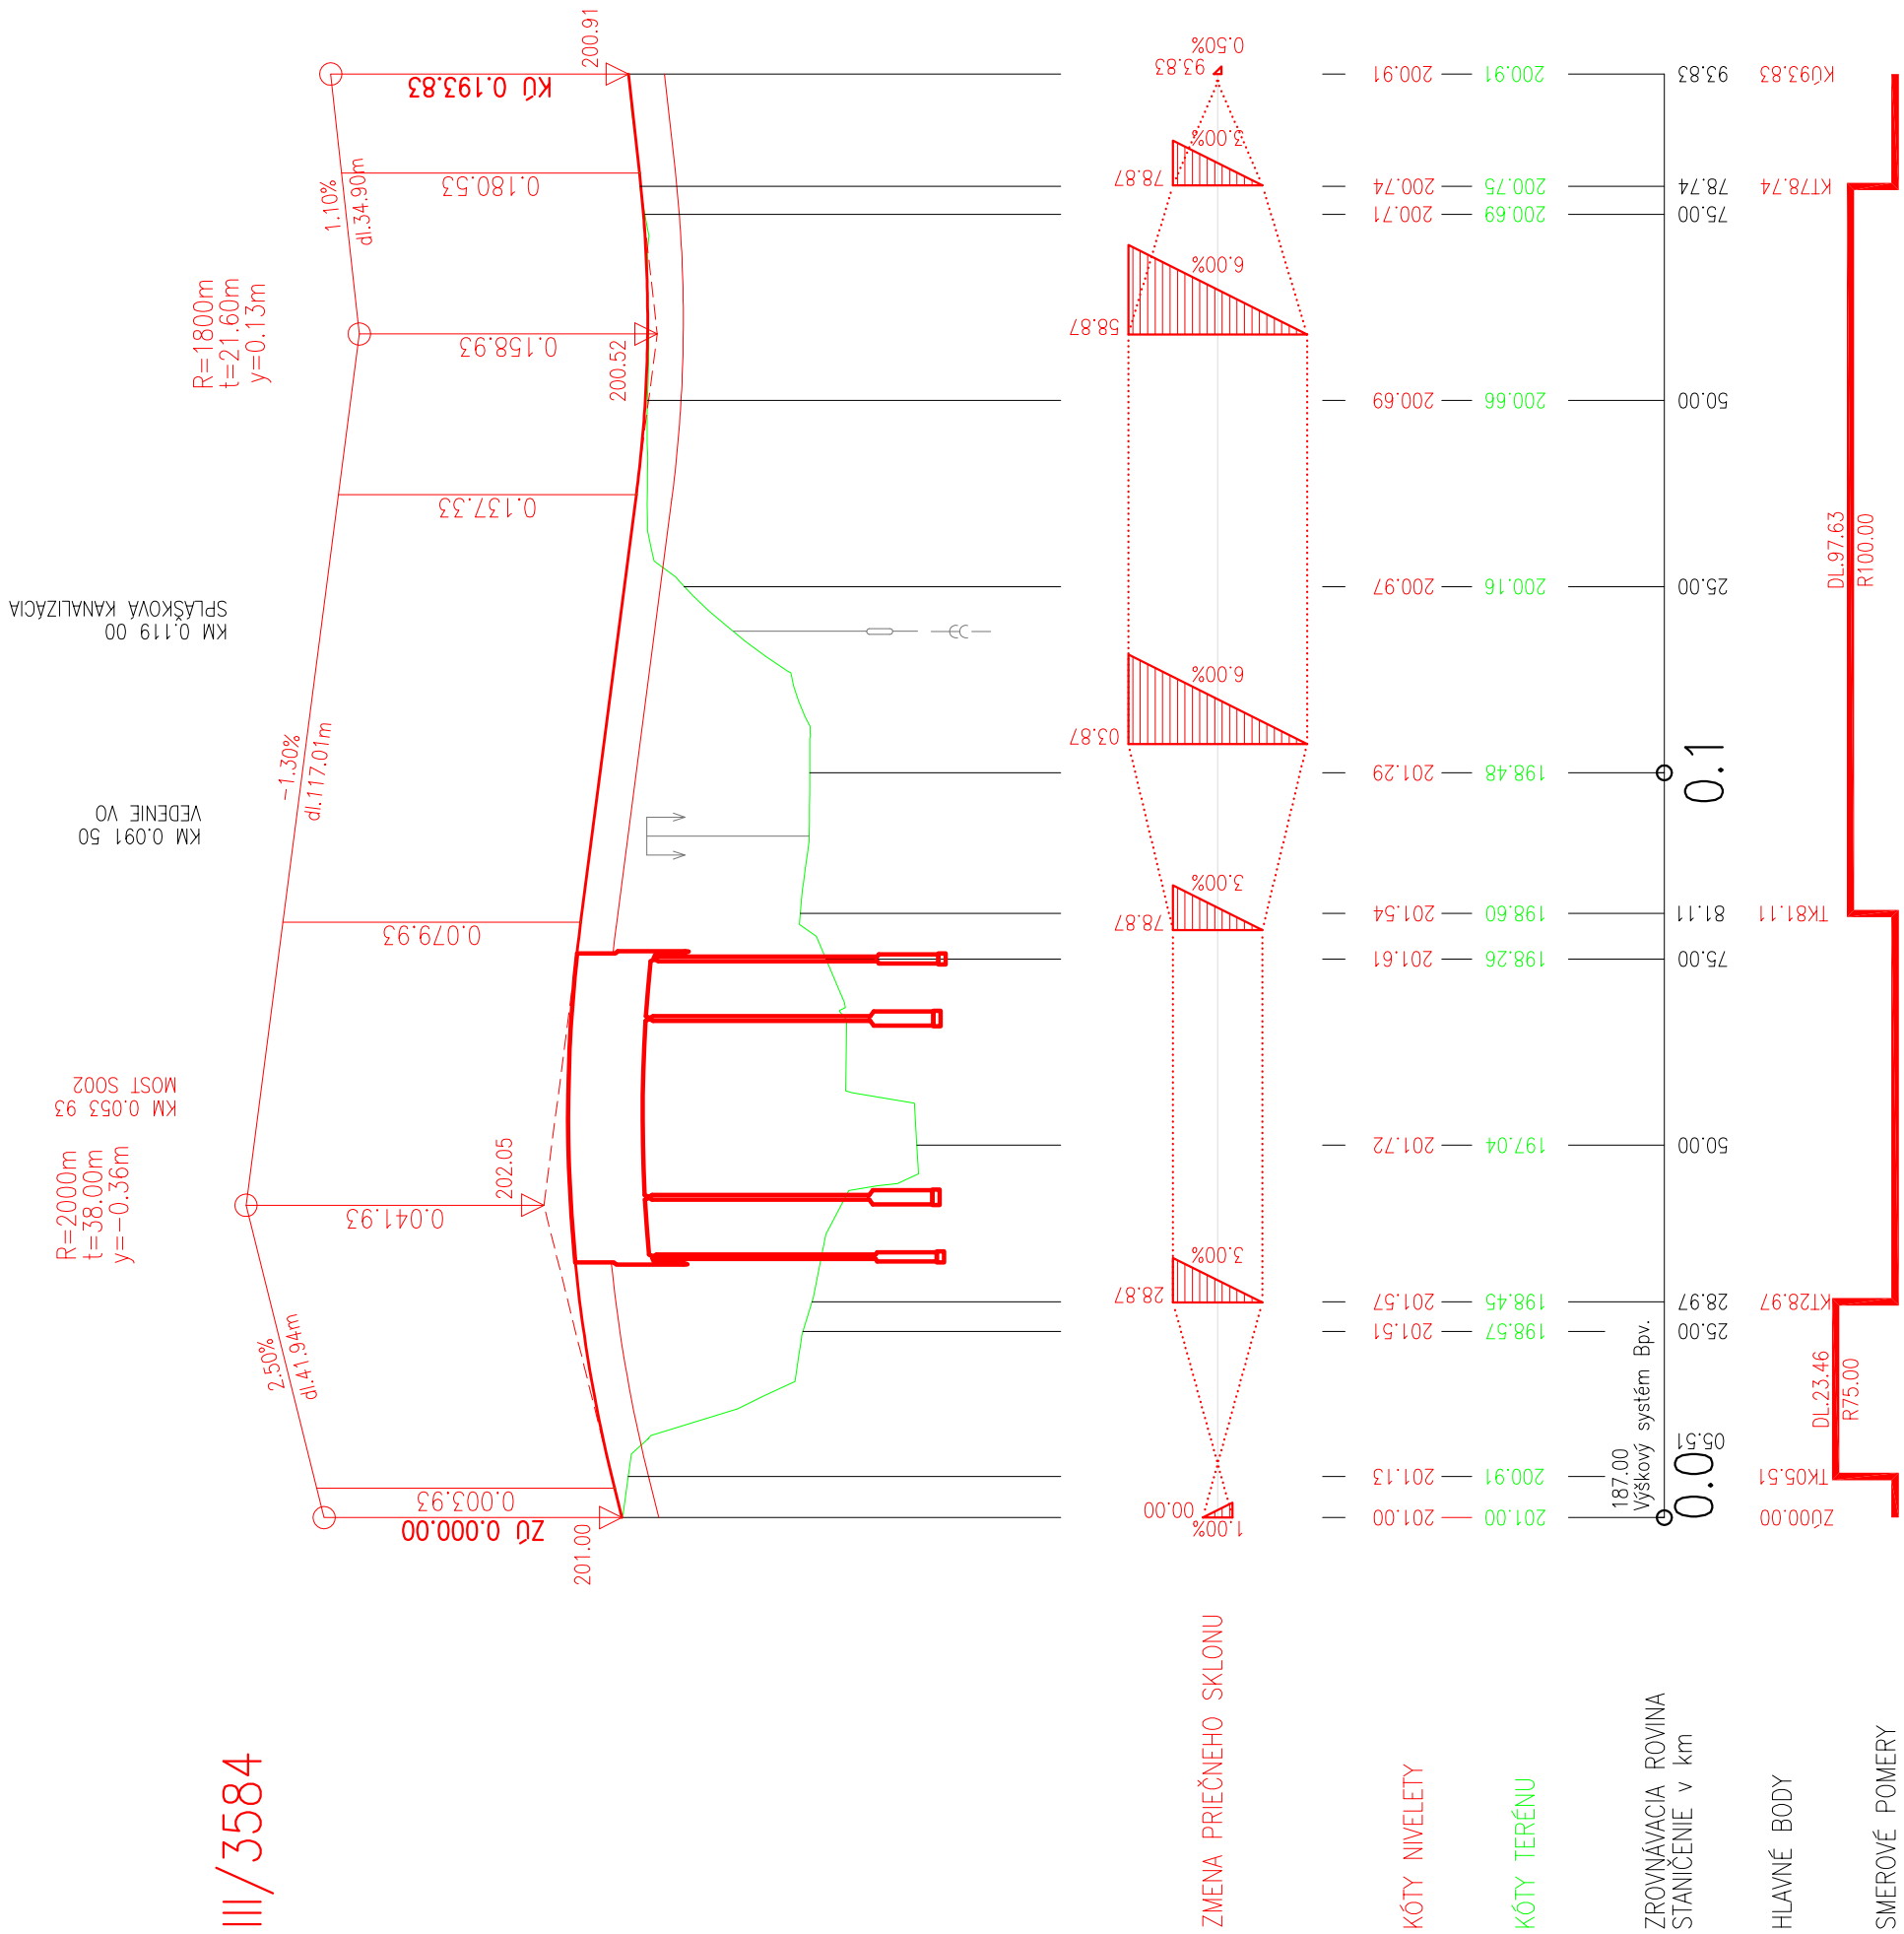 III/3584
R=2000m
t=38.00m
y=-0.36m
KM 0.053 93
MOST SO02
KM 0.091 50
VEDENIE VO
KM 0.119 00
SPLAŠKOVÁ KANALIZÁCIA
R=1800m
t=21.60m
y=0.13m
2.50%
dl.41.94m
-1.30%
dl.117.01m
1.10%
dl.34.90m
ZÚ 0.000.00
0.003.93
0.041.93
0.079.93
0.137.33
0.158.93
0.180.53
KÚ 0.193.83
201.00
202.05
200.52
200.91
ZMENA PRIEČNEHO SKLONU
00.00
1.00%
28.87
3.00%
78.87
3.00%
03.87
6.00%
58.87
6.00%
78.87
3.00%
93.83
0.50%
KÓTY NIVELETY
201.00 201.13 201.51 201.57 201.72 201.61 201.54 201.29 200.97 200.69 200.71 200.74 200.91
KÓTY TERÉNU
201.00 200.91 198.57 198.45 197.04 198.26 198.60 198.48 200.16 200.66 200.69 200.75 200.91
187.00
Výškový systém Bpv.
ZROVNÁVACIA ROVINA
STANIČENIE v km
0.0 05.51 25.00 28.97 50.00 75.00 81.11 0.1 25.00 50.00 75.00 78.74 93.83
HLAVNÉ BODY
ZÚ00.00 TK05.51 KT28.97 TK81.11 KT78.74 KÚ93.83
SMEROVÉ POMERY
DL.23.46
R75.00
DL.97.63
R100.00